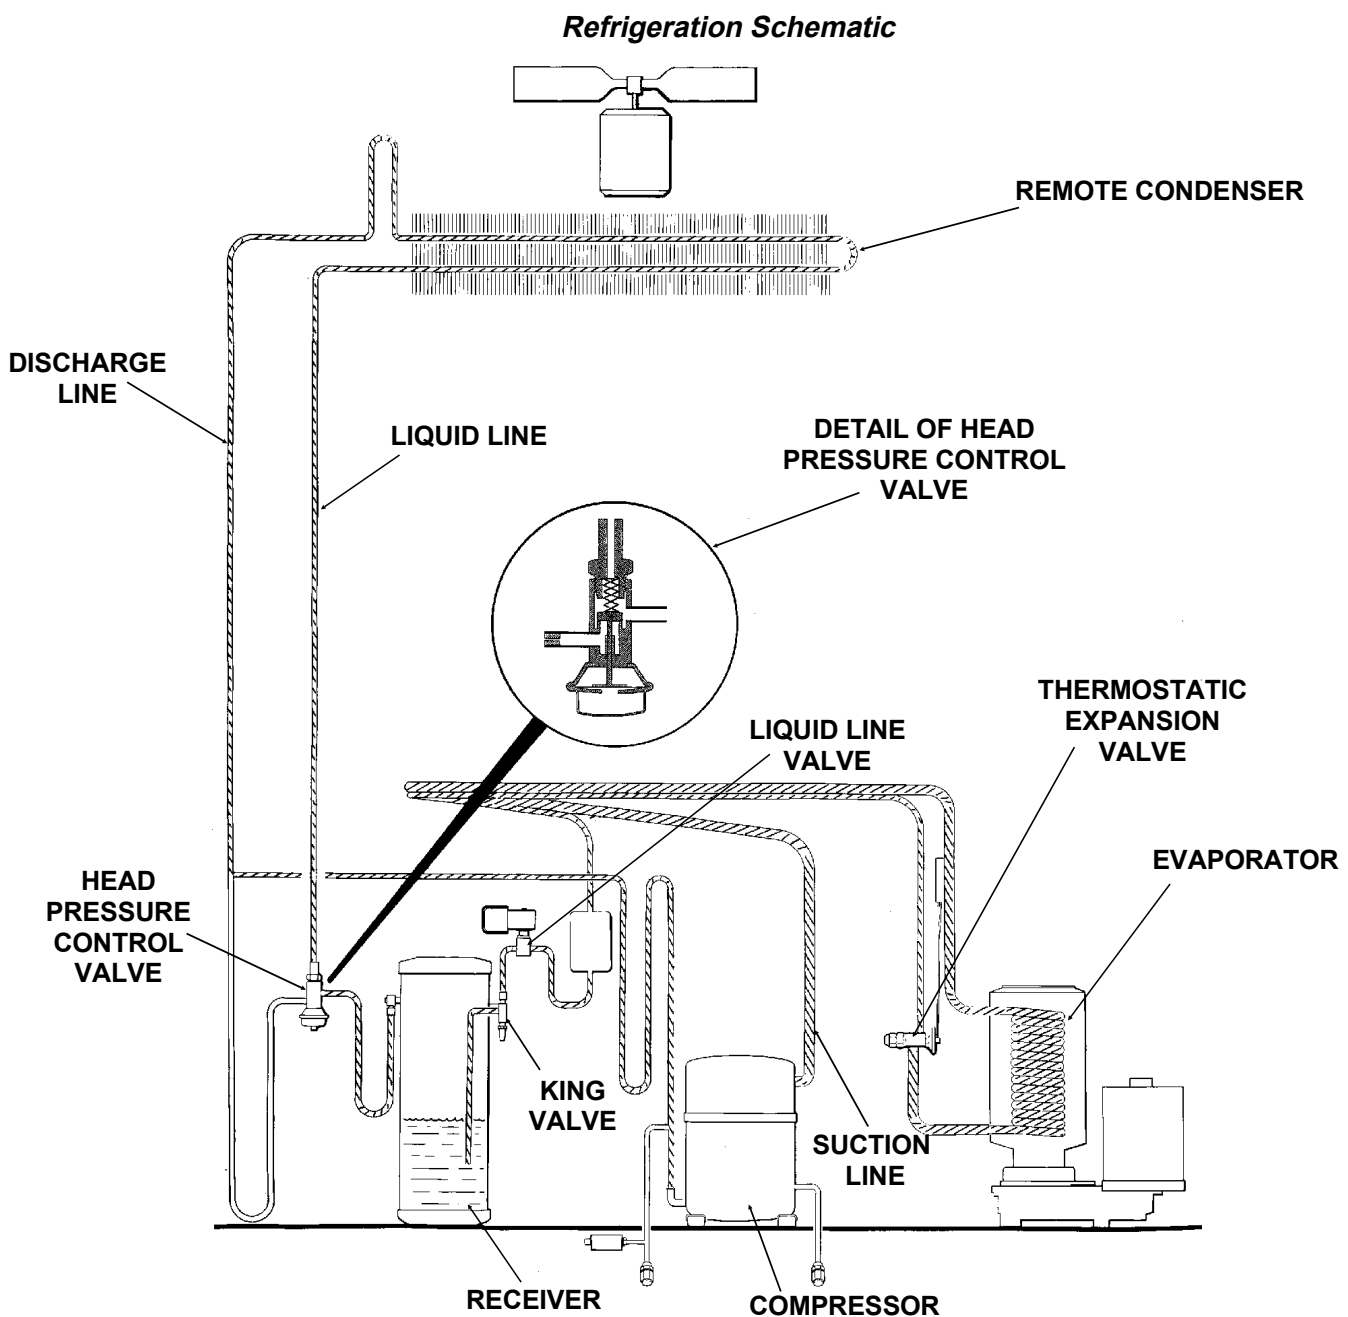 Refrigeration Schematic
REMOTE CONDENSER
DISCHARGE
LINE
LIQUID LINE
DETAIL OF HEAD
PRESSURE CONTROL
VALVE
THERMOSTATIC
EXPANSION
VALVE
LIQUID LINE
VALVE
EVAPORATOR
HEAD
PRESSURE
CONTROL
VALVE
KING
VALVE
SUCTION
LINE
RECEIVER
COMPRESSOR